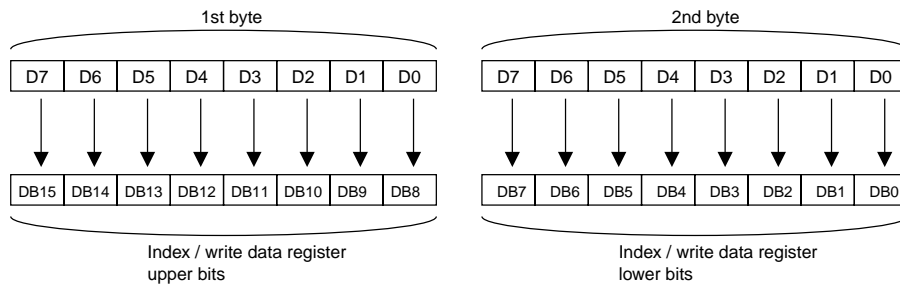 1st byte 2nd byte
D7 D6 D5 D4 D3 D2 D1 D0 D7 D6 D5 D4 D3 D2 D1 D0
DB15 DB14 DB13 DB12 DB11 DB10 DB9 DB8 DB7 DB6 DB5 DB4 DB3 DB2 DB1 DB0
Index / write data register Index / write data register
upper bits lower bits